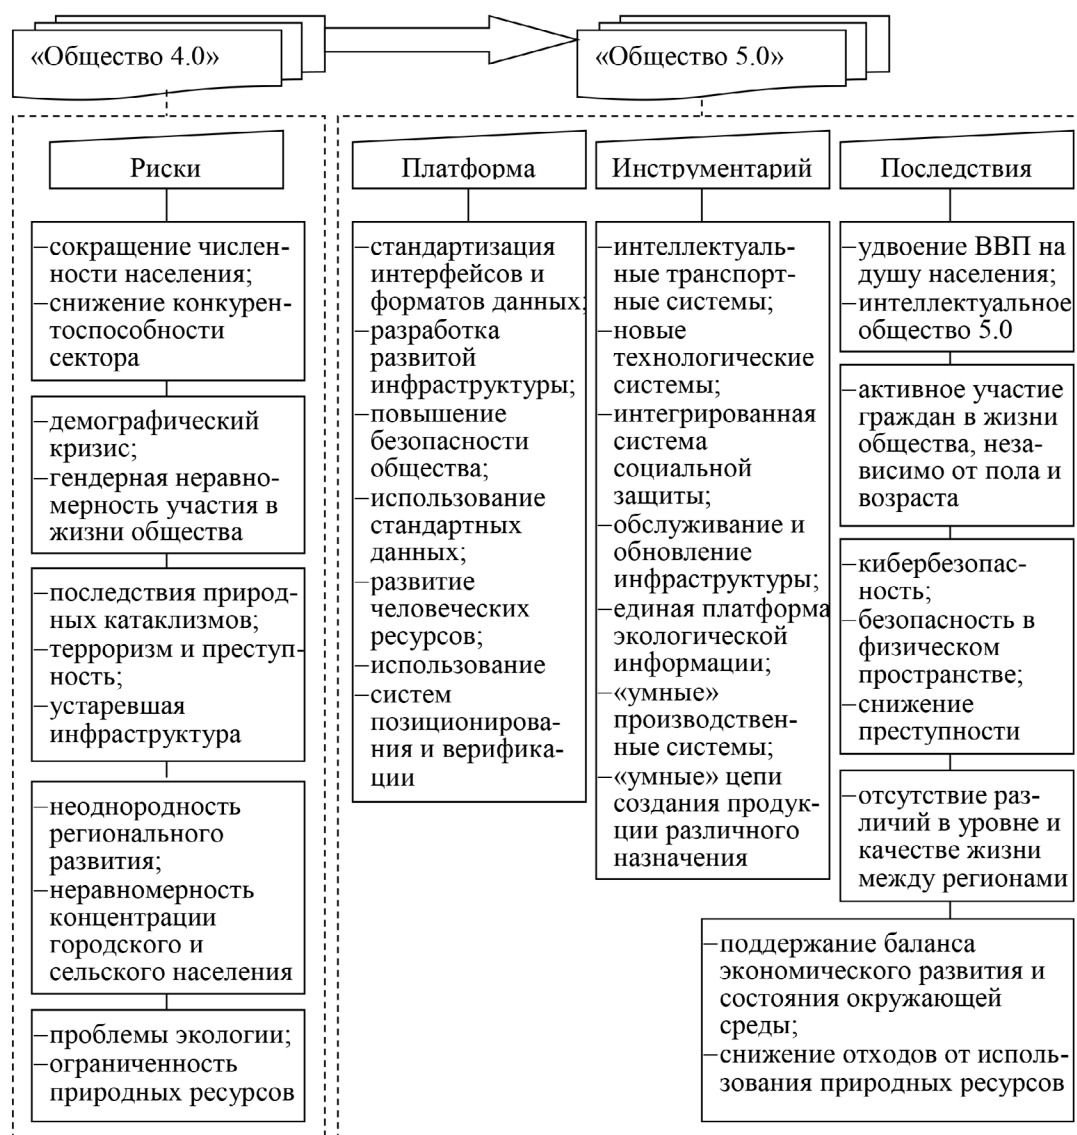 «Общество 4.0»
«Общество 5.0»
Риски
–сокращение числен-
ности населения;
–снижение конкурен-
тоспособности
сектора
–демографический
кризис;
–гендерная неравно-
мерность участия в
жизни общества
–последствия природ-
ных катаклизмов;
–терроризм и преступ-
ность;
–устаревшая
инфраструктура
–неоднородность
регионального
развития;
–неравномерность
концентрации
городского и
сельского населения
–проблемы экологии;
–ограниченность
природных ресурсов
Платформа
–стандартизация
интерфейсов и
форматов данных;
–разработка
развитой
инфраструктуры;
–повышение
безопасности
общества;
–использование
стандартных
данных;
–развитие
человеческих
ресурсов;
–использование
–систем
позиционирова-
ния и верифика-
ции
Инструментарий
–интеллектуаль-
ные транспорт-
ные системы;
–новые
технологические
системы;
–интегрированная
система
социальной
защиты;
–обслуживание и
обновление
инфраструктуры;
–единая платформа
экологической
информации;
–«умные»
производствен-
ные системы;
–«умные» цепи
создания продук-
ции различного
назначения
Последствия
–удвоение ВВП на
душу населения;
–интеллектуальное
общество 5.0
–активное участие
граждан в жизни
общества, неза-
висимо от пола и
возраста
–кибербезопас-
ность;
–безопасность в
физическом
пространстве;
–снижение
преступности
–отсутствие раз-
личий в уровне и
качестве жизни
между регионами
–поддержание баланса
экономического развития и
состояния окружающей
среды;
–снижение отходов от исполь-
зования природных ресурсов